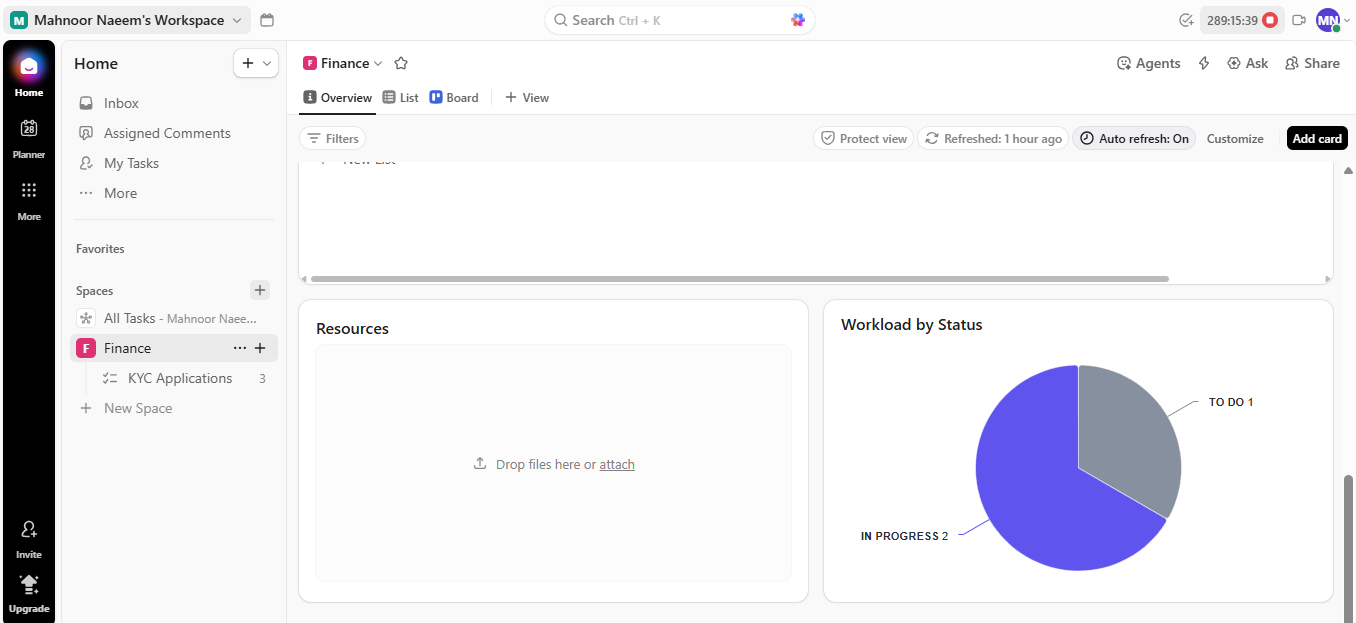 M Mahnoor Naeem's Workspace
Search Ctrl + K
289:15:39
MN
Home
28
Planner
More
Invite
Upgrade
Home
Inbox
Assigned Comments
My Tasks
More
Favorites
Spaces
All Tasks - Mahnoor Naee...
F Finance
KYC Applications 3
New Space
F Finance
Agents
Ask
Share
Overview
List
Board
View
Filters
Protect view
Refreshed: 1 hour ago
Auto refresh: On
Customize
Add card
New List
Resources
Drop files here or attach
Workload by Status
TO DO 1
IN PROGRESS 2